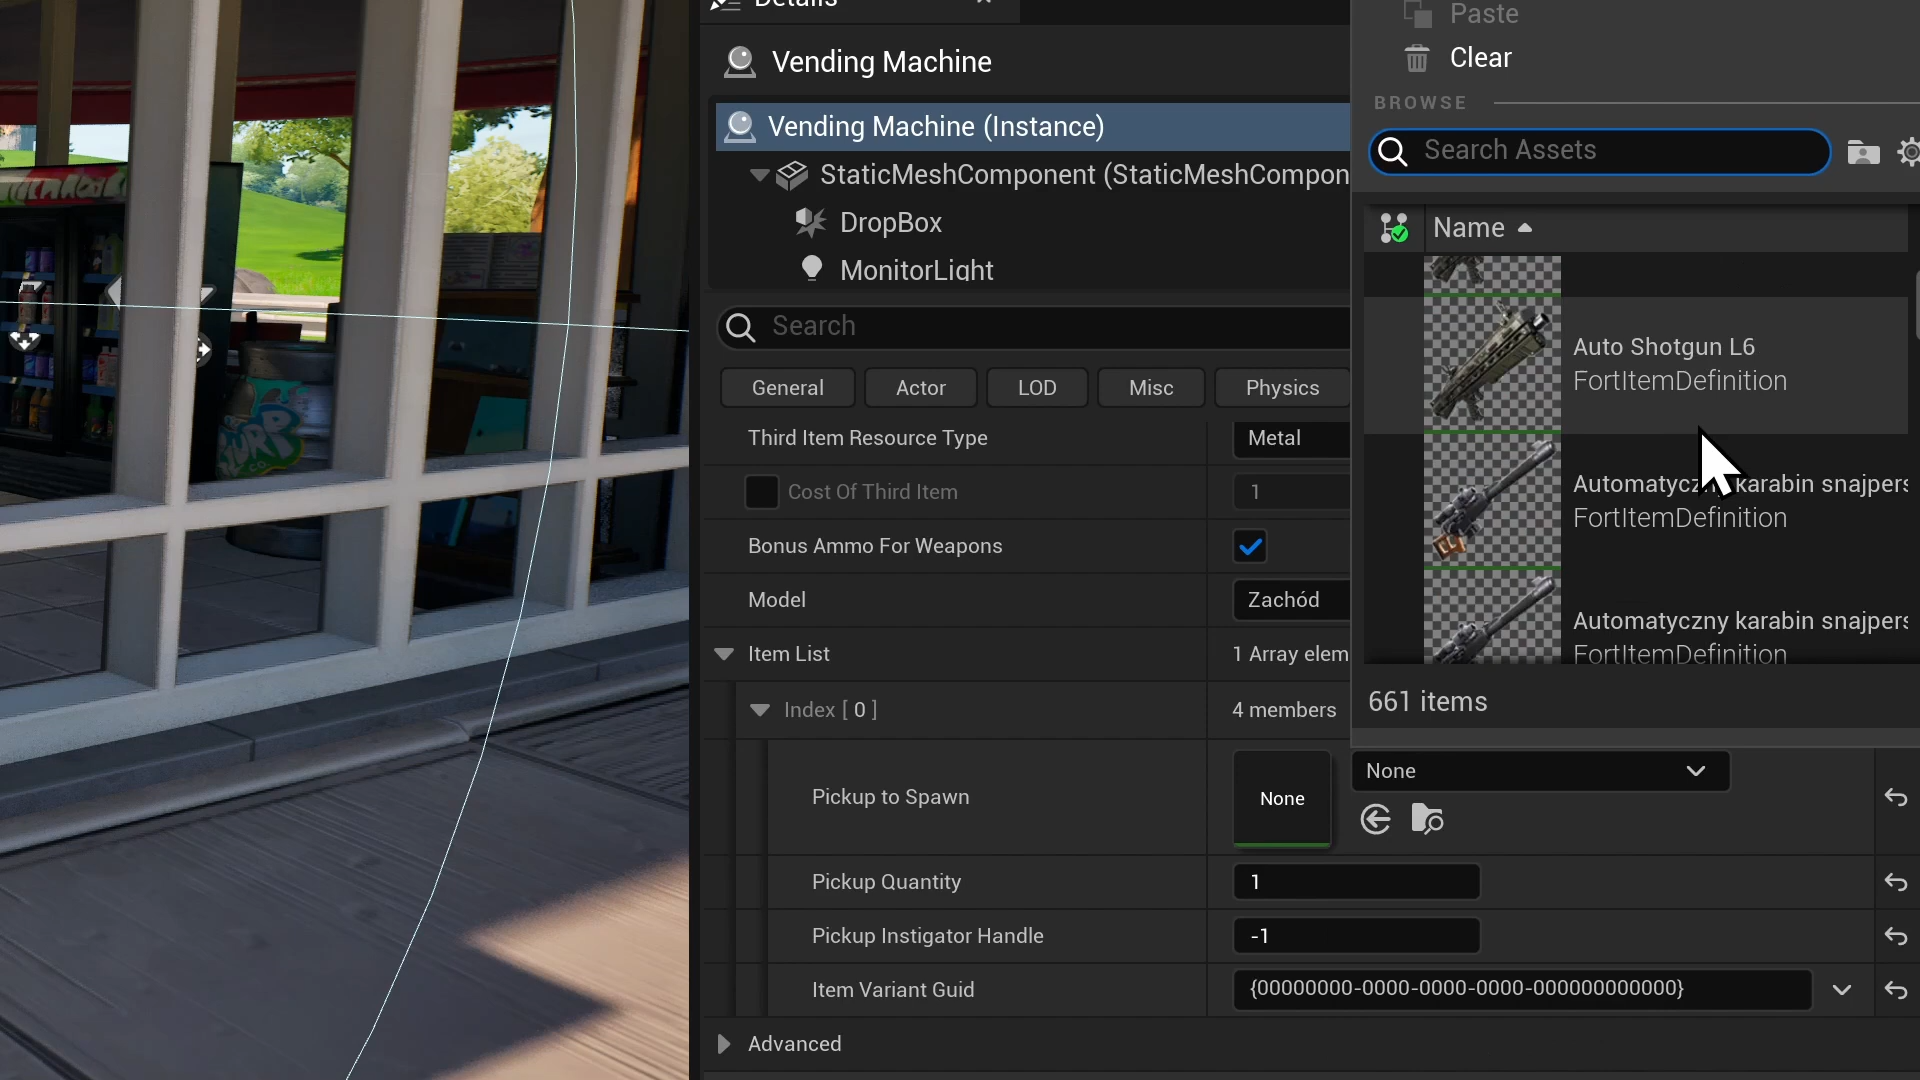 Details
Vending Machine
Vending Machine (Instance)
StaticMeshComponent (StaticMeshCompon
DropBox
MonitorLight
Search
General
Actor
LOD
Misc
Physics
Third Item Resource Type
Metal
Cost Of Third Item
1
Bonus Ammo For Weapons
Model
Zachód
Item List
1 Array elem
Index [ 0 ]
4 members
Pickup to Spawn
None
None
Pickup Quantity
1
Pickup Instigator Handle
-1
Item Variant Guid
{00000000-0000-0000-0000-000000000000}
Advanced
Paste
Clear
BROWSE
Search Assets
Name
Auto Shotgun L6
FortItemDefinition
Automatyczny karabin snajpers
FortItemDefinition
Automatyczny karabin snajpers
FortItemDefinition
661 items